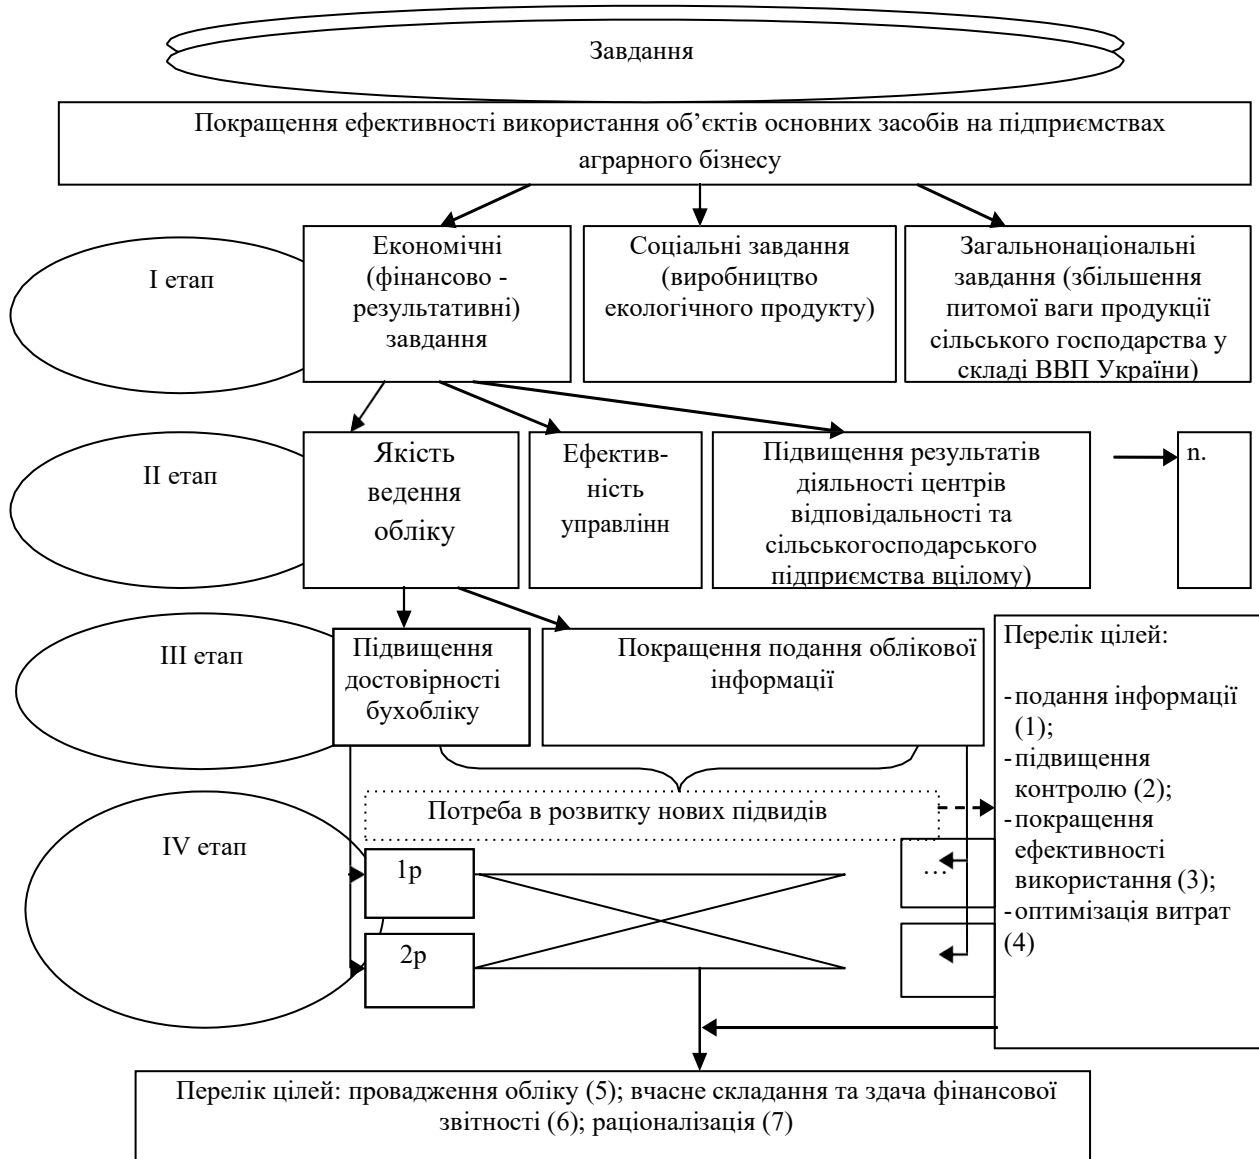 Завдання
Покращення ефективності використання об’єктів основних засобів на підприємствах
аграрного бізнесу
І етап
Економічні
(фінансово -
результативні)
завдання
Соціальні завдання
(виробництво
екологічного продукту)
Загальнонаціональні
завдання (збільшення
питомої ваги продукції
сільського господарства у
складі ВВП України)
ІІ етап
Якість
ведення
обліку
Ефектив-
ність
управлінн
Підвищення результатів
діяльності центрів
відповідальності та
сільськогосподарського
підприємства вцілому)
n.
ІІІ етап
Підвищення
достовірності
бухобліку
Покращення подання облікової
інформації
Перелік цілей:
-подання інформації
(1);
-підвищення
контролю (2);
-покращення
ефективності
використання (3);
-оптимізація витрат
(4)
Потреба в розвитку нових підвидів
IV етап
1р
…
2р
Перелік цілей: провадження обліку (5); вчасне складання та здача фінансової
звітності (6); раціоналізація (7)